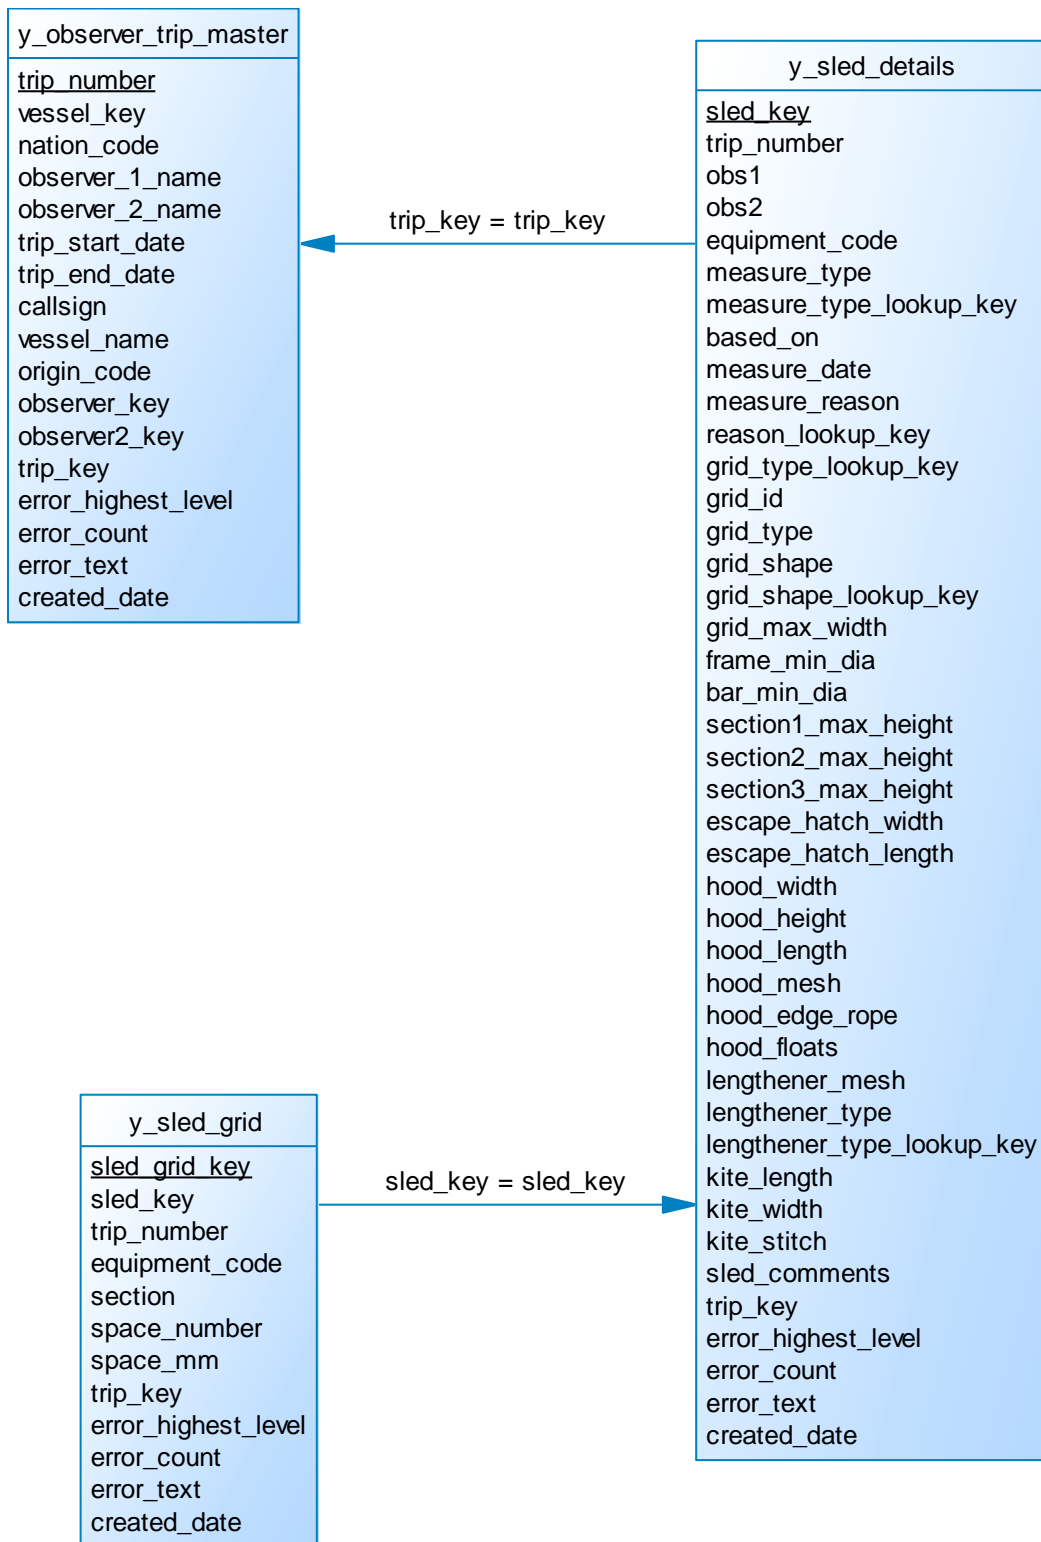 y_observer_trip_master
trip_number
vessel_key
nation_code
observer_1_name
observer_2_name
trip_start_date
trip_end_date
callsign
vessel_name
origin_code
observer_key
observer2_key
trip_key
error_highest_level
error_count
error_text
created_date
trip_key = trip_key
y_sled_details
sled_key
trip_number
obs1
obs2
equipment_code
measure_type
measure_type_lookup_key
based_on
measure_date
measure_reason
reason_lookup_key
grid_type_lookup_key
grid_id
grid_type
grid_shape
grid_shape_lookup_key
grid_max_width
frame_min_dia
bar_min_dia
section1_max_height
section2_max_height
section3_max_height
escape_hatch_width
escape_hatch_length
hood_width
hood_height
hood_length
hood_mesh
hood_edge_rope
hood_floats
lengthener_mesh
lengthener_type
lengthener_type_lookup_key
kite_length
kite_width
kite_stitch
sled_comments
trip_key
error_highest_level
error_count
error_text
created_date
y_sled_grid
sled_grid_key
sled_key
trip_number
equipment_code
section
space_number
space_mm
trip_key
error_highest_level
error_count
error_text
created_date
sled_key = sled_key